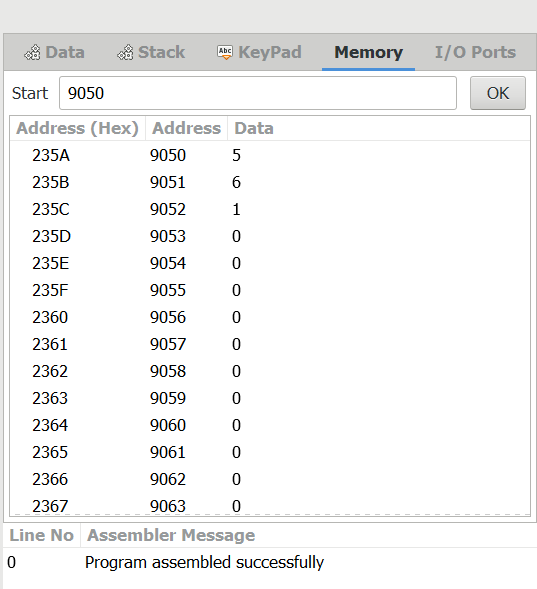 Data Stack Abc KeyPad Memory I/O Ports
Start 9050 OK
Address (Hex) Address Data
235A 9050 5
235B 9051 6
235C 9052 1
235D 9053 0
235E 9054 0
235F 9055 0
2360 9056 0
2361 9057 0
2362 9058 0
2363 9059 0
2364 9060 0
2365 9061 0
2366 9062 0
2367 9063 0
Line No Assembler Message
0 Program assembled successfully